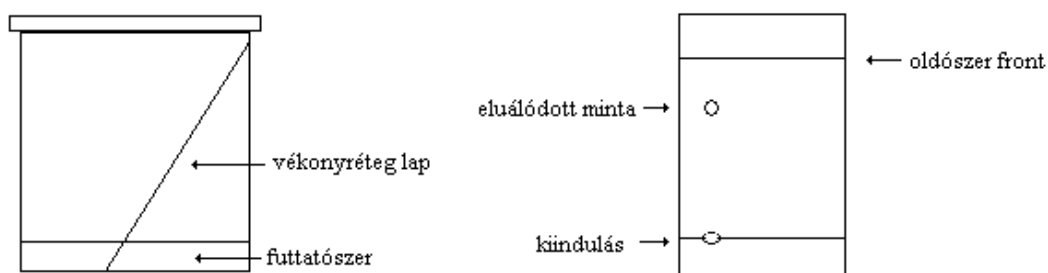 vékonyréteg lap
futtatószer
oldószer front
eluálódott minta
kiindulás